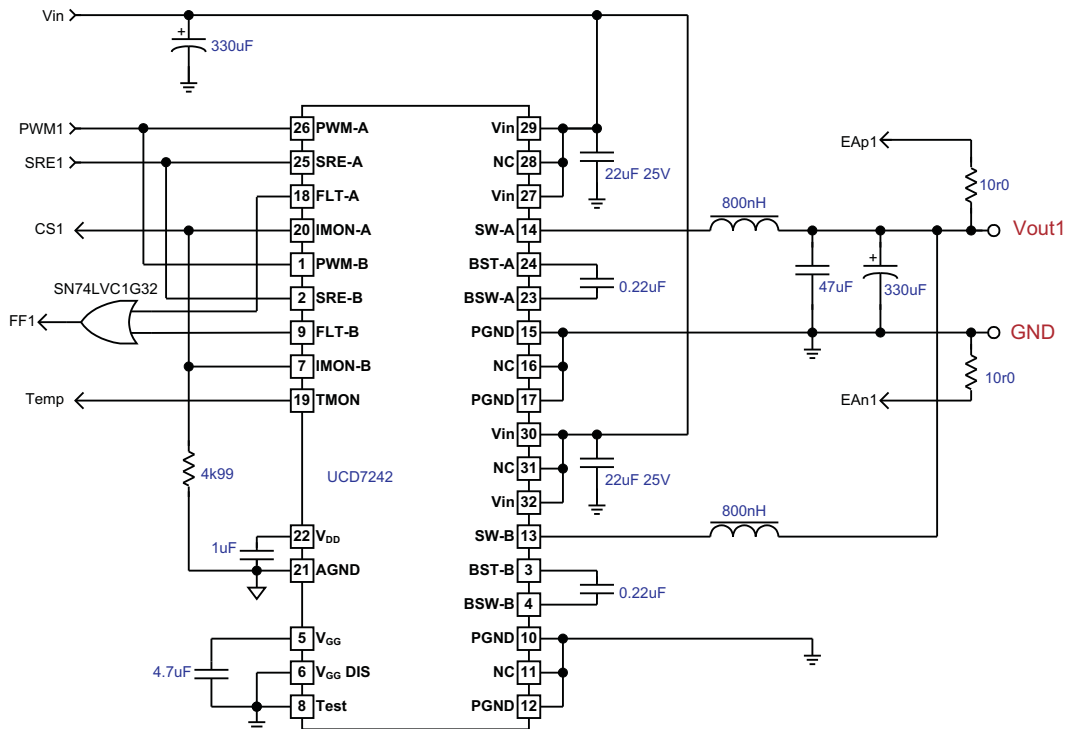 Vin
330uF
PWM1
26 PWM-A
Vin 29
SRE1
25 SRE-A
NC 28
22uF 25V
EAp1
18 FLT-A
Vin 27
10r0
800nH
CS1
20 IMON-A
SW-A 14
Vout1
1 PWM-B
BST-A 24
SN74LVC1G32
0.22uF
47uF
330uF
2 SRE-B
BSW-A 23
FF1
9 FLT-B
PGND 15
GND
7 IMON-B
NC 16
10r0
Temp
19 TMON
PGND 17
EAn1
Vin 30
4k99
UCD7242
NC 31
22uF 25V
Vin 32
800nH
22 VDD
SW-B 13
1uF
21 AGND
BST-B 3
0.22uF
BSW-B 4
5 VGG
PGND 10
4.7uF
6 VGG DIS
NC 11
8 Test
PGND 12